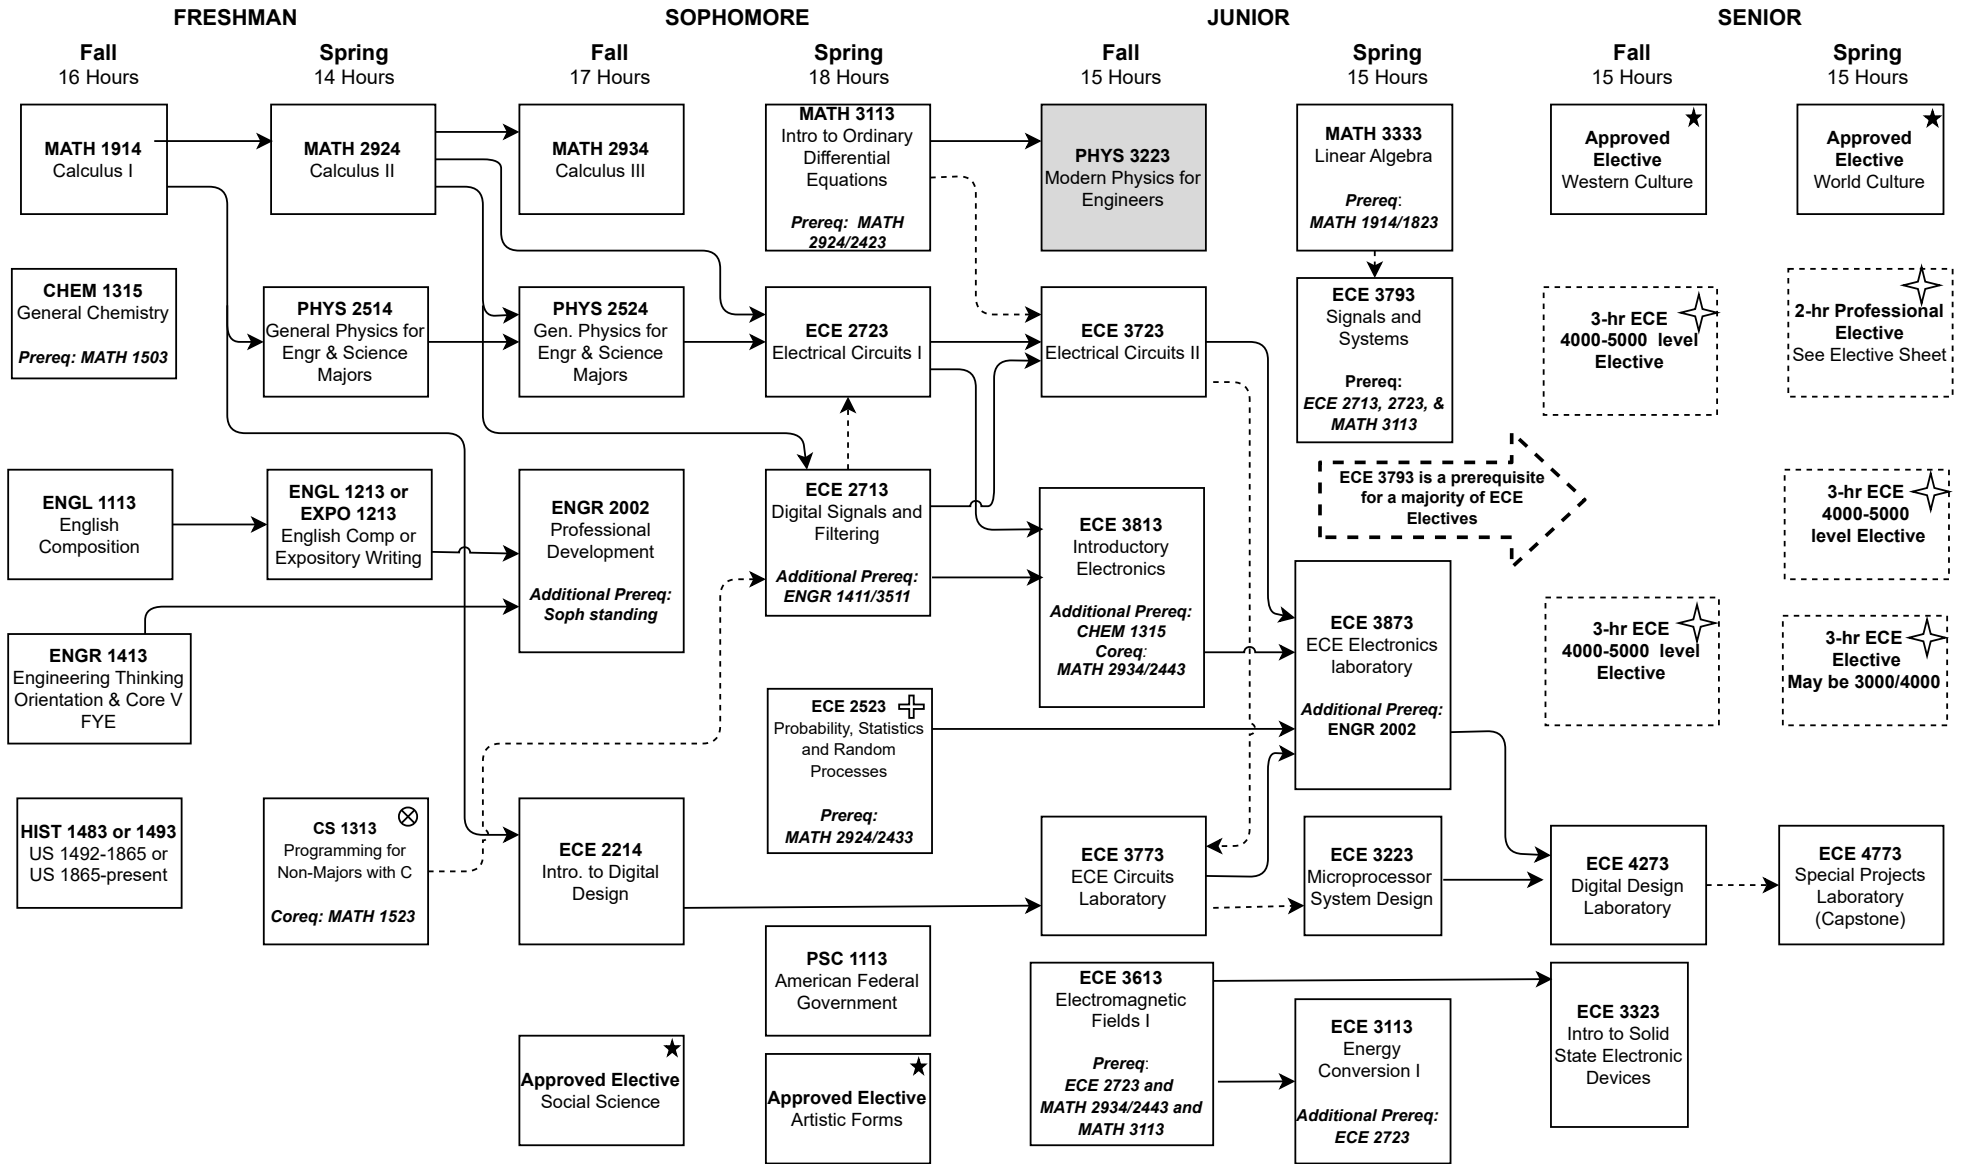 FRESHMAN
SOPHOMORE
JUNIOR
SENIOR
Fall
16 Hours
Spring
14 Hours
Fall
17 Hours
Spring
18 Hours
Fall
15 Hours
Spring
15 Hours
Fall
15 Hours
Spring
15 Hours
MATH 1914
Calculus I
CHEM 1315
General Chemistry
Prereq: MATH 1503
ENGL 1113
English
Composition
ENGR 1413
Engineering Thinking
Orientation & Core V
FYE
HIST 1483 or 1493
US 1492-1865 or
US 1865-present
MATH 2924
Calculus II
PHYS 2514
General Physics for
Engr & Science
Majors
ENGL 1213 or
EXPO 1213
English Comp or
Expository Writing
CS 1313
Programming for
Non-Majors with C
Coreq: MATH 1523
MATH 2934
Calculus III
PHYS 2524
Gen. Physics for
Engr & Science
Majors
ENGR 2002
Professional
Development
Additional Prereq:
Soph standing
ECE 2214
Intro. to Digital
Design
Approved Elective
Social Science
MATH 3113
Intro to Ordinary
Differential
Equations
Prereq: MATH
2924/2423
ECE 2723
Electrical Circuits I
ECE 2713
Digital Signals and
Filtering
Additional Prereq:
ENGR 1411/3511
ECE 2523
Probability, Statistics
and Random
Processes
Prereq:
MATH 2924/2433
PSC 1113
American Federal
Government
Approved Elective
Artistic Forms
PHYS 3223
Modern Physics for
Engineers
ECE 3723
Electrical Circuits II
ECE 3813
Introductory
Electronics
Additional Prereq:
CHEM 1315
Coreq:
MATH 2934/2443
ECE 3773
ECE Circuits
Laboratory
ECE 3613
Electromagnetic
Fields I
Prereq:
ECE 2723 and
MATH 2934/2443 and
MATH 3113
MATH 3333
Linear Algebra
Prereq:
MATH 1914/1823
ECE 3793
Signals and
Systems
Prereq:
ECE 2713, 2723, &
MATH 3113
ECE 3793 is a prerequisite
for a majority of ECE
Electives
ECE 3873
ECE Electronics
laboratory
Additional Prereq:
ENGR 2002
ECE 3223
Microprocessor
System Design
ECE 3113
Energy
Conversion I
Additional Prereq:
ECE 2723
Approved
Elective
Western Culture
3-hr ECE
4000-5000 level
Elective
3-hr ECE
4000-5000 level
Elective
ECE 4273
Digital Design
Laboratory
ECE 3323
Intro to Solid
State Electronic
Devices
Approved
Elective
World Culture
2-hr Professional
Elective
See Elective Sheet
3-hr ECE
4000-5000
level Elective
3-hr ECE
Elective
May be 3000/4000
ECE 4773
Special Projects
Laboratory
(Capstone)